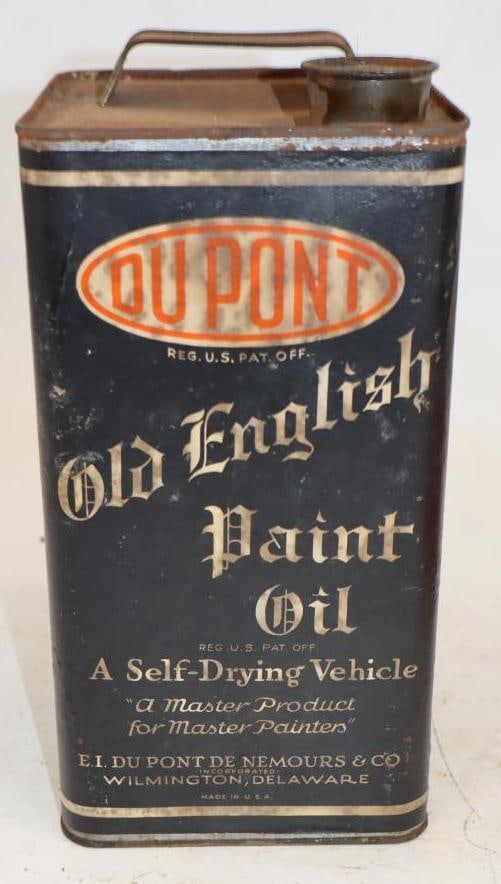 DU PONT
REG. U.S. PAT. OFF.
Old English
Paint
Oil
REG. U.S. PAT. OFF.
A Self-Drying Vehicle
"A Master Product
for Master Painters"
E.I. DU PONT DE NEMOURS & CO
INCORPORATED
WILMINGTON, DELAWARE
MADE IN U.S.A.